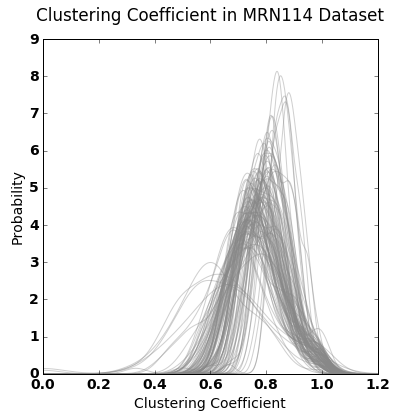 Clustering Coefficient in MRN114 Dataset
9
8
7
6
5
4
3
2
1
0
Probability
0.0 0.2 0.4 0.6 0.8 1.0 1.2
Clustering Coefficient